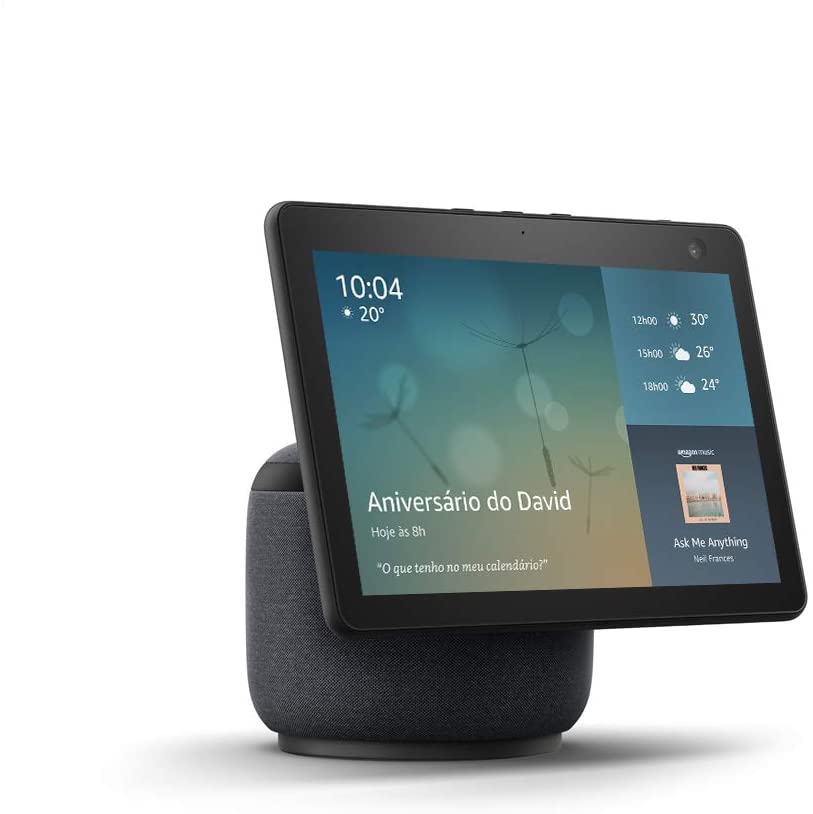 10:04
20°
Aniversário do David
Hoje às 8h
"O que tenho no meu calendário?"
12h00 30°
15h00 26°
18h00 24°
amazon music
Ask Me Anything
Neil Frances